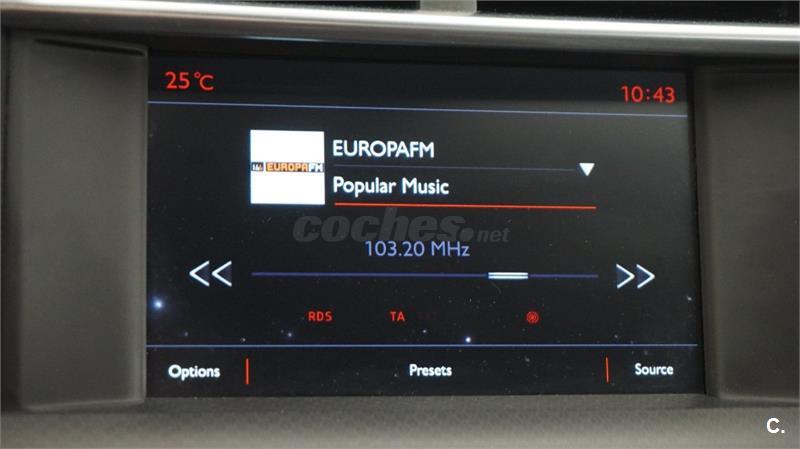 25°C
10:43
EUROPAFM
EUROPAFM
Popular Music
coches.net
103.20 MHz
RDS TA
Options Presets Source
C.